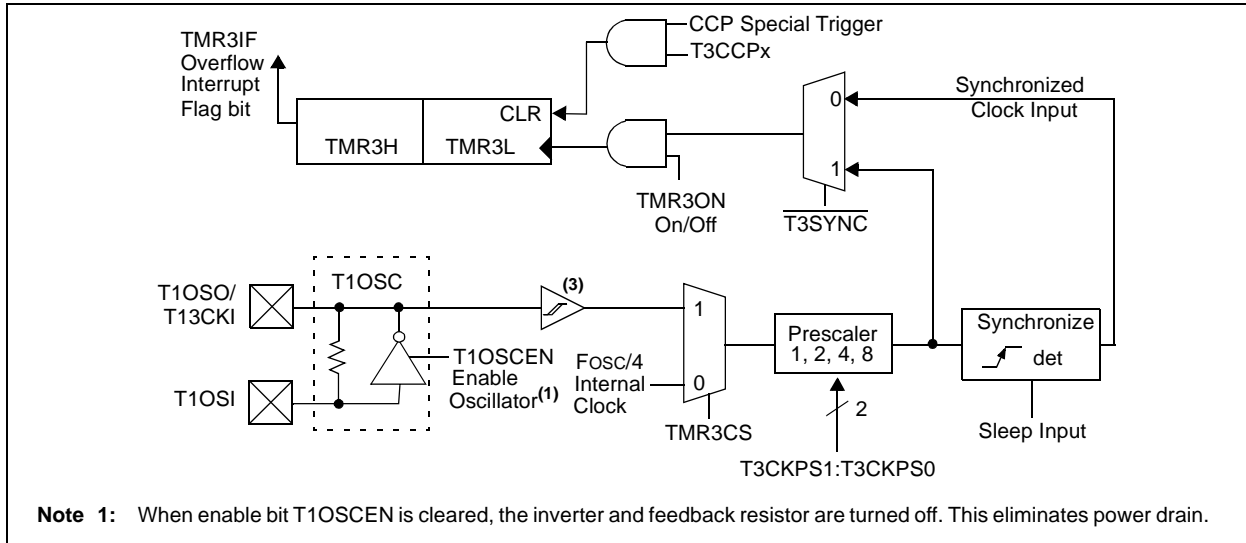 CCP Special Trigger
T3CCPx
TMR3IF
Overflow
Interrupt
Flag bit
CLR
TMR3H
TMR3L
0
1
Synchronized
Clock Input
TMR3ON
On/Off
T3SYNC
T1OSC
(3)
T1OSO/
T13CKI
T1OSI
T1OSCEN
Enable
Oscillator(1)
FOSC/4
Internal
Clock
1
0
TMR3CS
Prescaler
1, 2, 4, 8
2
T3CKPS1:T3CKPS0
Synchronize
det
Sleep Input
Note 1: When enable bit T1OSCEN is cleared, the inverter and feedback resistor are turned off. This eliminates power drain.